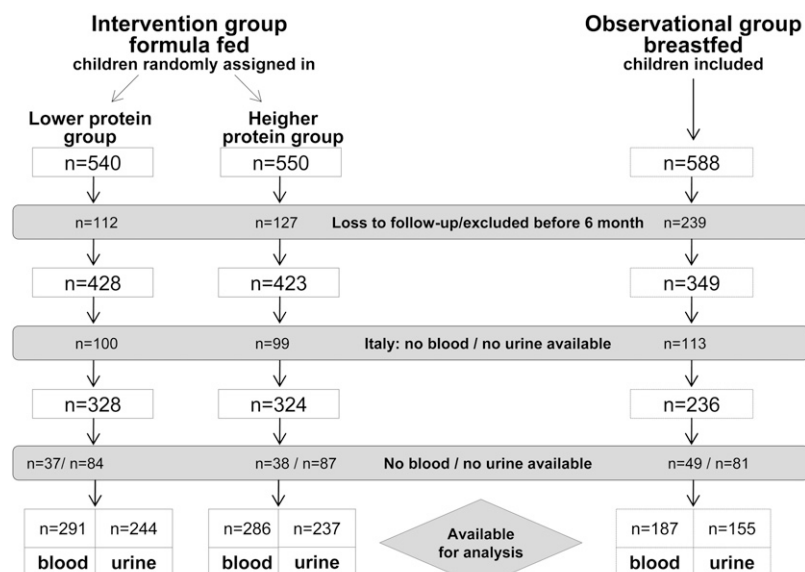 Intervention group
formula fed
children randomly assigned in
Observational group
breastfed
children included
Lower protein
group
Heigher
protein group
n=540
n=550
n=588
n=112
n=127
Loss to follow-up/excluded before 6 month
n=239
n=428
n=423
n=349
n=100
n=99
Italy: no blood / no urine available
n=113
n=328
n=324
n=236
n=37/ n=84
n=38 / n=87
No blood / no urine available
n=49 / n=81
n=291
n=244
n=286
n=237
Available
for analysis
n=187
n=155
blood
urine
blood
urine
blood
urine